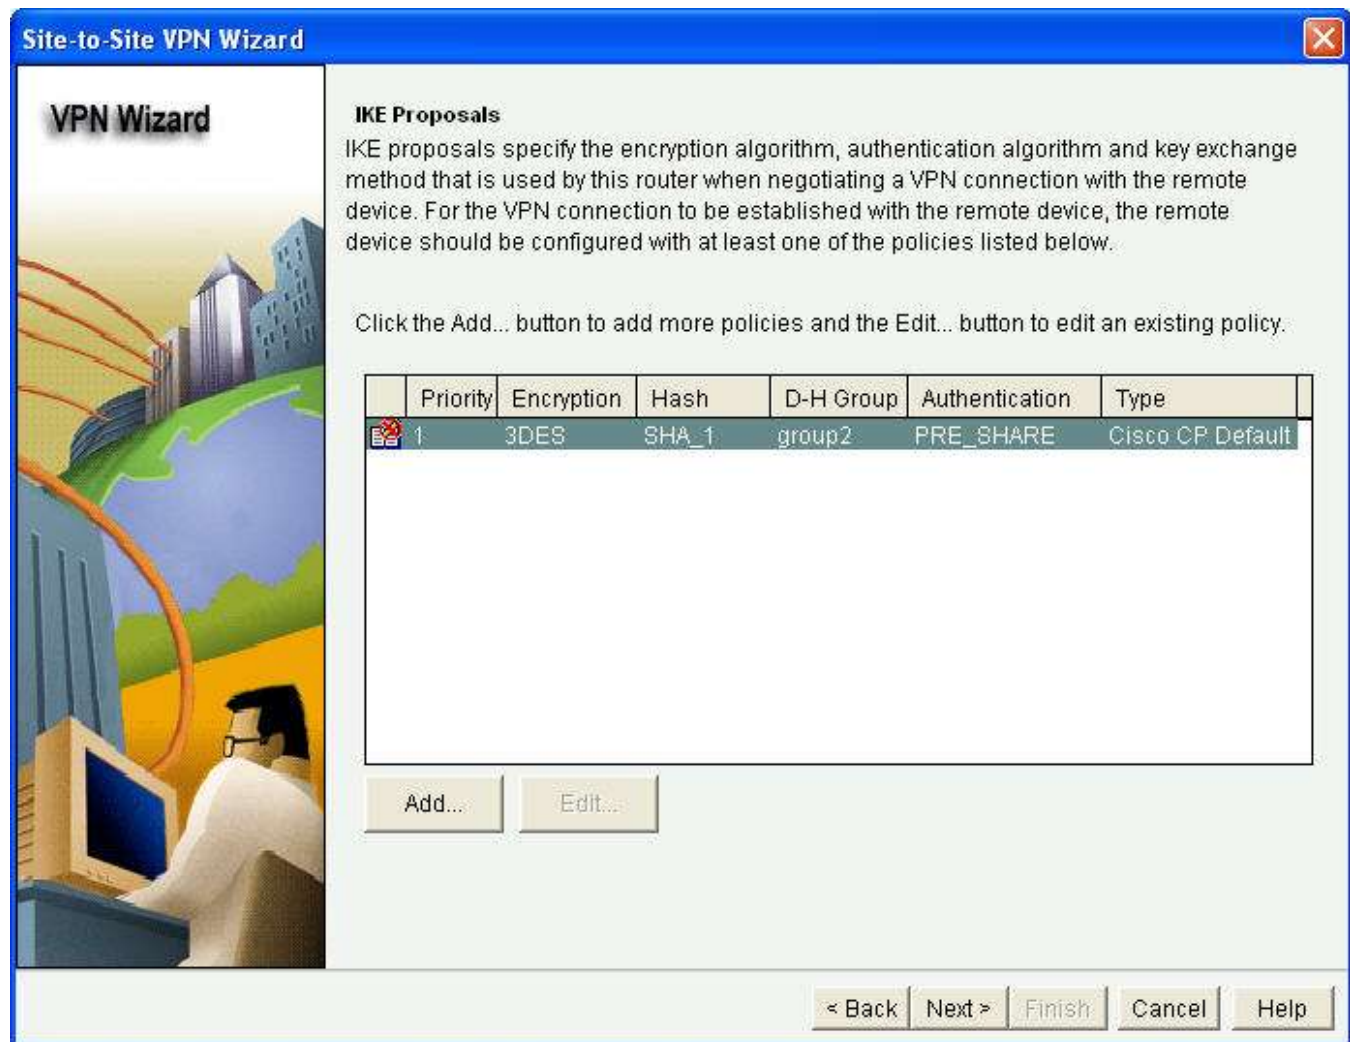 Site-to-Site VPN Wizard
VPN Wizard
IKE Proposals
IKE proposals specify the encryption algorithm, authentication algorithm and key exchange
method that is used by this router when negotiating a VPN connection with the remote
device. For the VPN connection to be established with the remote device, the remote
device should be configured with at least one of the policies listed below.
Click the Add... button to add more policies and the Edit... button to edit an existing policy.
Priority Encryption Hash D-H Group Authentication Type
1 3DES SHA_1 group2 PRE_SHARE Cisco CP Default
Add... Edit...
< Back Next > Finish Cancel Help